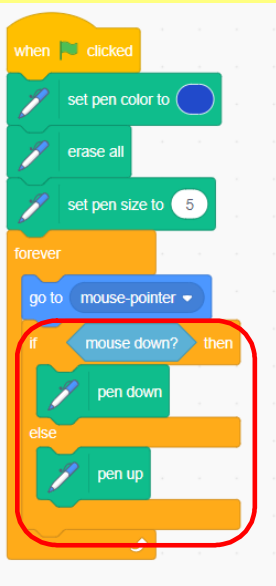 when clicked
set pen color to
erase all
set pen size to 5
forever
go to mouse-pointer
if mouse down? then
pen down
else
pen up